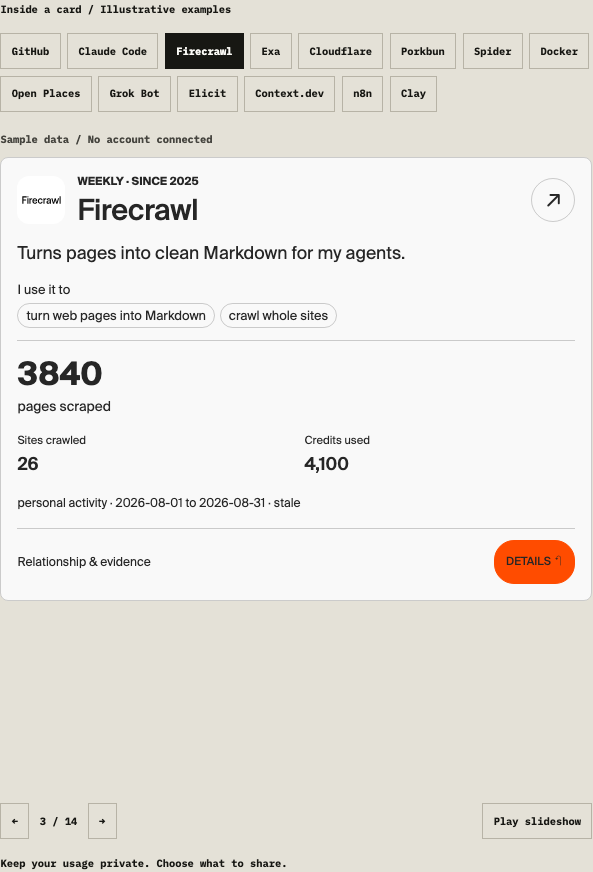 Inside a card / Illustrative examples
GitHub Claude Code Firecrawl Exa Cloudflare Porkbun Spider Docker
Open Places Grok Bot Elicit Context.dev n8n Clay
Sample data / No account connected
Firecrawl
WEEKLY · SINCE 2025
Firecrawl
Turns pages into clean Markdown for my agents.
I use it to
turn web pages into Markdown crawl whole sites
3840
pages scraped
Sites crawled Credits used
26 4,100
personal activity · 2026-08-01 to 2026-08-31 · stale
Relationship & evidence DETAILS
← 3 / 14 → Play slideshow
Keep your usage private. Choose what to share.